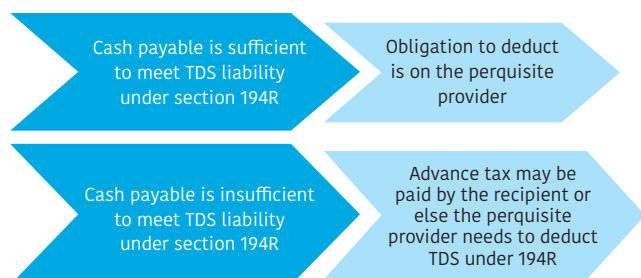 Cash payable is sufficient
to meet TDS liability
under section 194R
Obligation to deduct
is on the perquisite
provider
Cash payable is insufficient
to meet TDS liability
under section 194R
Advance tax may be
paid by the recipient or
else the perquisite
provider needs to deduct
TDS under 194R